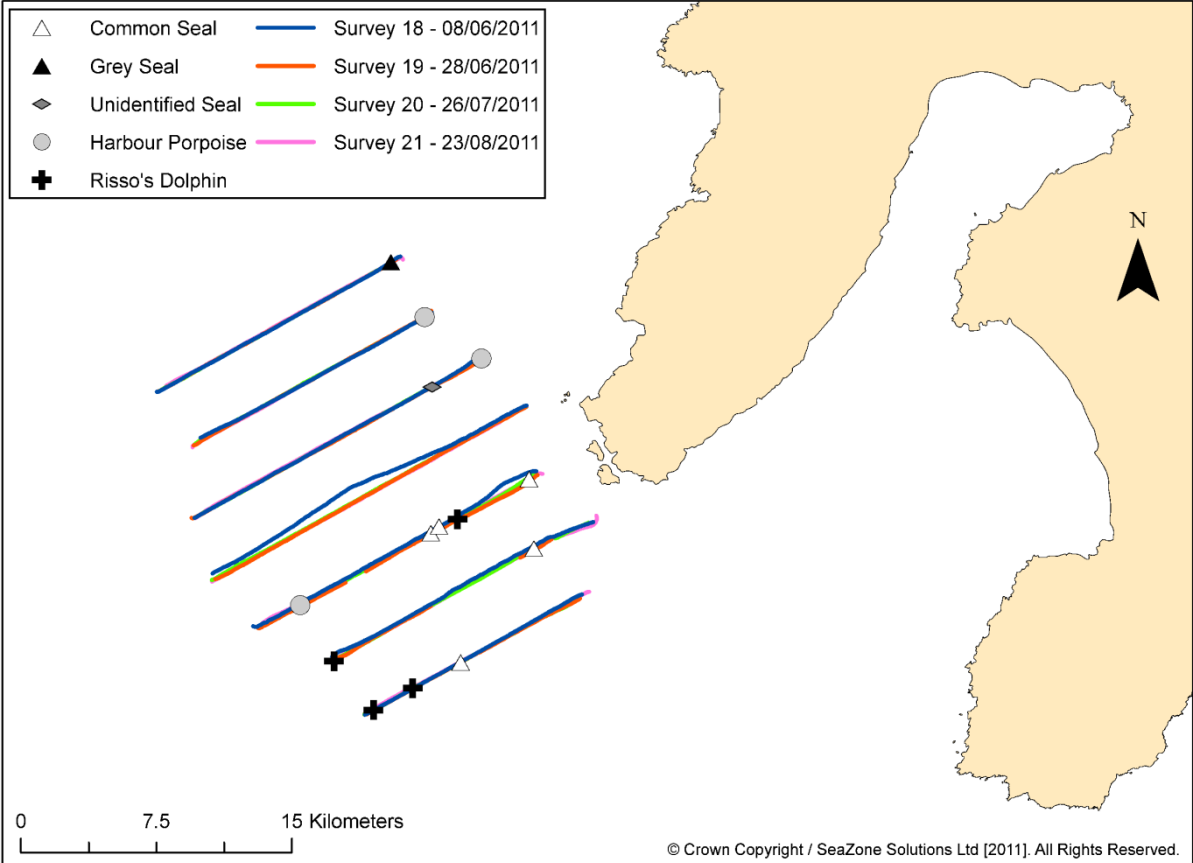 Common Seal Survey 18 - 08/06/2011
Grey Seal Survey 19 - 28/06/2011
Unidentified Seal Survey 20 - 26/07/2011
Harbour Porpoise Survey 21 - 23/08/2011
Risso's Dolphin
N
0 7.5 15 Kilometers
© Crown Copyright / SeaZone Solutions Ltd [2011]. All Rights Reserved.